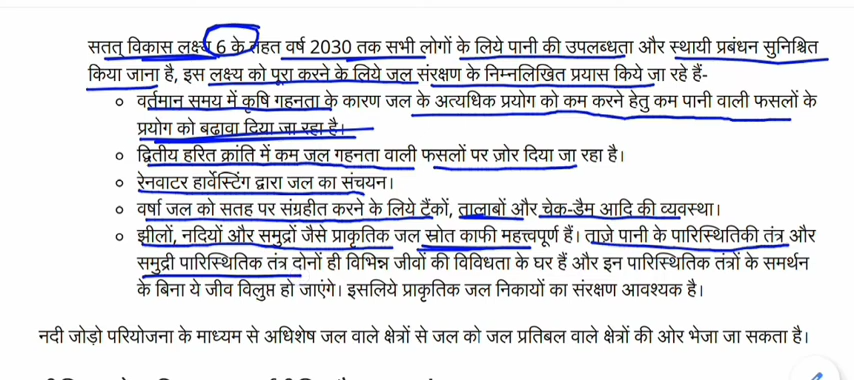 सतत् विकास लक्ष्य 6 के तहत वर्ष 2030 तक सभी लोगों के लिये पानी की उपलब्धता और स्थायी प्रबंधन सुनिश्चित
किया जाना है, इस लक्ष्य को पूरा करने के लिये जल संरक्षण के निम्नलिखित प्रयास किये जा रहे हैं-
वर्तमान समय में कृषि गहनता के कारण जल के अत्यधिक प्रयोग को कम करने हेतु कम पानी वाली फसलों के
प्रयोग को बढ़ावा दिया जा रहा है।
द्वितीय हरित क्रांति में कम जल गहनता वाली फसलों पर ज़ोर दिया जा रहा है।
रेनवाटर हार्वेस्टिंग द्वारा जल का संचयन।
वर्षा जल को सतह पर संग्रहीत करने के लिये टैंकों, तालाबों और चेक-डैम आदि की व्यवस्था।
झीलों, नदियों और समुद्रों जैसे प्राकृतिक जल स्रोत काफी महत्त्वपूर्ण हैं। ताज़े पानी के पारिस्थितिकी तंत्र और
समुद्री पारिस्थितिक तंत्र दोनों ही विभिन्न जीवों की विविधता के घर हैं और इन पारिस्थितिक तंत्रों के समर्थन
के बिना ये जीव विलुप्त हो जाएंगे। इसलिये प्राकृतिक जल निकायों का संरक्षण आवश्यक है।
नदी जोड़ो परियोजना के माध्यम से अधिशेष जल वाले क्षेत्रों से जल को जल प्रतिबल वाले क्षेत्रों की ओर भेजा जा सकता है।